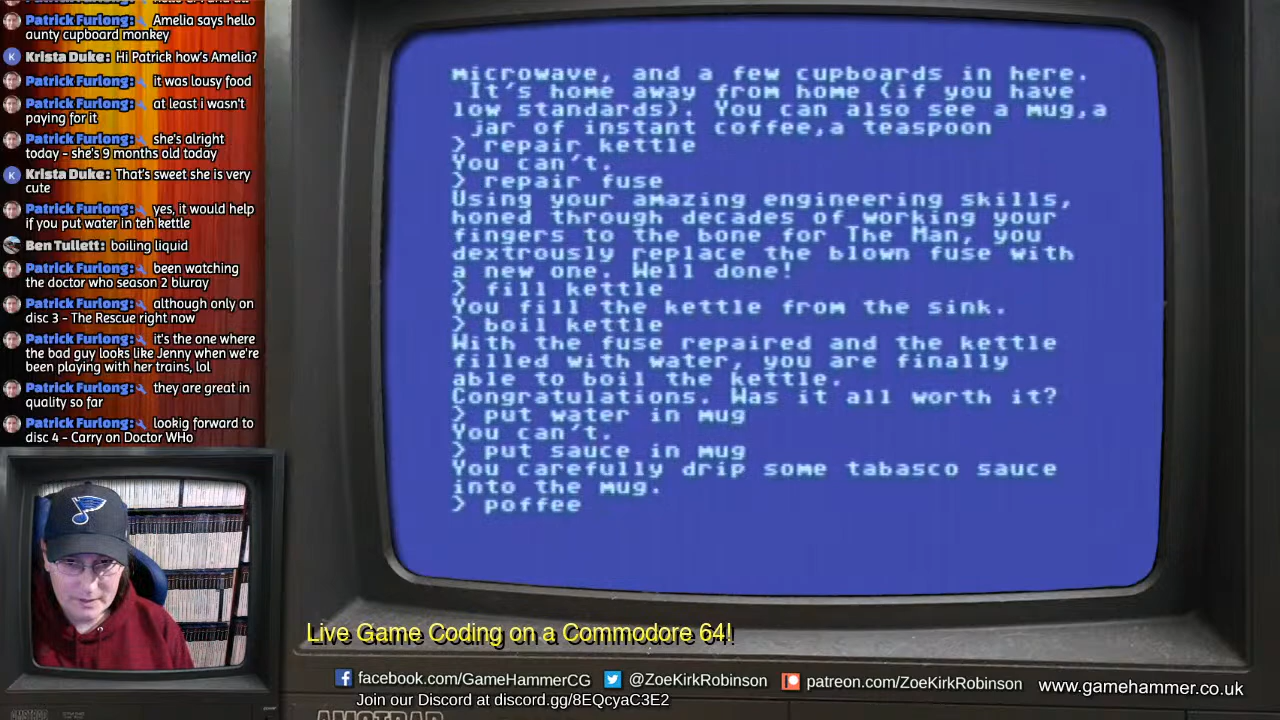 Patrick Furlong: Amelia says hello
aunty cupboard monkey
Krista Duke: Hi Patrick how's Amelia?
Patrick Furlong: it was lousy food
Patrick Furlong: at least i wasn't
paying for it
Patrick Furlong: she's alright
today - she's 9 months old today
Krista Duke: That's sweet she is very
cute
Patrick Furlong: yes, it would help
if you put water in teh kettle
Ben Tullett: boiling liquid
Patrick Furlong: been watching
the doctor who season 2 bluray
Patrick Furlong: although only on
disc 3 - The Rescue right now
Patrick Furlong: it's the one where
the bad guy looks like Jenny when we're
been playing with her trains, lol
Patrick Furlong: they are great in
quality so far
Patrick Furlong: lookig forward to
disc 4 - Carry on Doctor WHo
K
K
microwave, and a few cupboards in here.
It's home away from home (if you have
low standards). You can also see a mug,a
jar of instant coffee,a teaspoon
> repair kettle
You can't.
> repair fuse
Using your amazing engineering skills,
honed through decades of working your
fingers to the bone for The Man, you
dextrously replace the blown fuse with
a new one. Well done!
> fill kettle
You fill the kettle from the sink.
> boil kettle
With the fuse repaired and the kettle
filled with water, you are finally
able to boil the kettle.
Congratulations. Was it all worth it?
> put water in mug
You can't.
> put sauce in mug
You carefully drip some tabasco sauce
into the mug.
> poffee
Live Game Coding on a Commodore 64!
facebook.com/GameHammerCG @ZoeKirkRobinson patreon.com/ZoeKirkRobinson www.gamehammer.co.uk
Join our Discord at discord.gg/8EQcyaC3E2